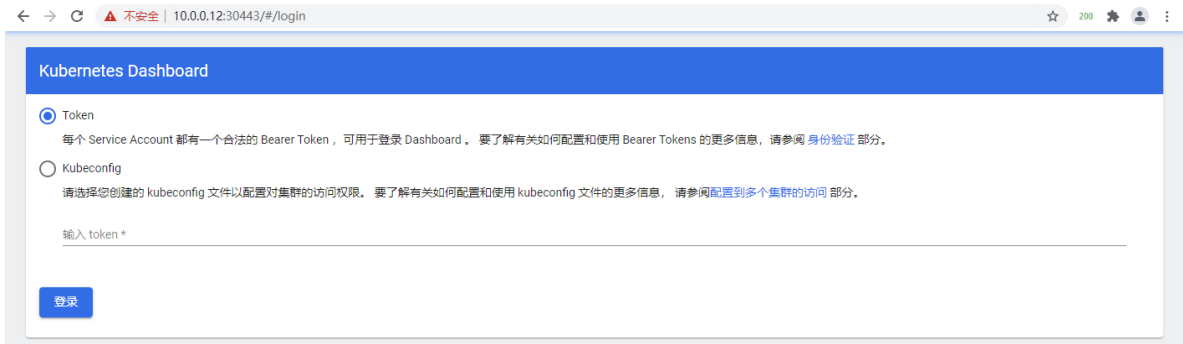 不安全 | 10.0.0.12:30443/#/login
200
Kubernetes Dashboard
Token
每个 Service Account 都有一个合法的 Bearer Token ，可用于登录 Dashboard 。 要了解有关如何配置和使用 Bearer Tokens 的更多信息，请参阅 身份验证 部分。
Kubeconfig
请选择您创建的 kubeconfig 文件以配置对集群的访问权限。 要了解有关如何配置和使用 kubeconfig 文件的更多信息， 请参阅配置到多个集群的访问 部分。
输入 token *
登录